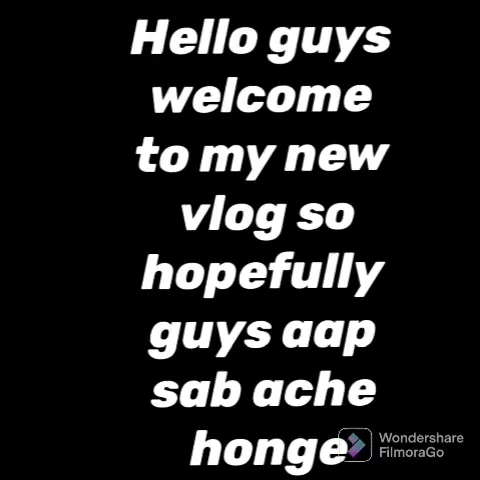 Hello guys
welcome
to my new
vlog so
hopefully
guys aap
sab ache
honge
Wondershare
FilmoraGo